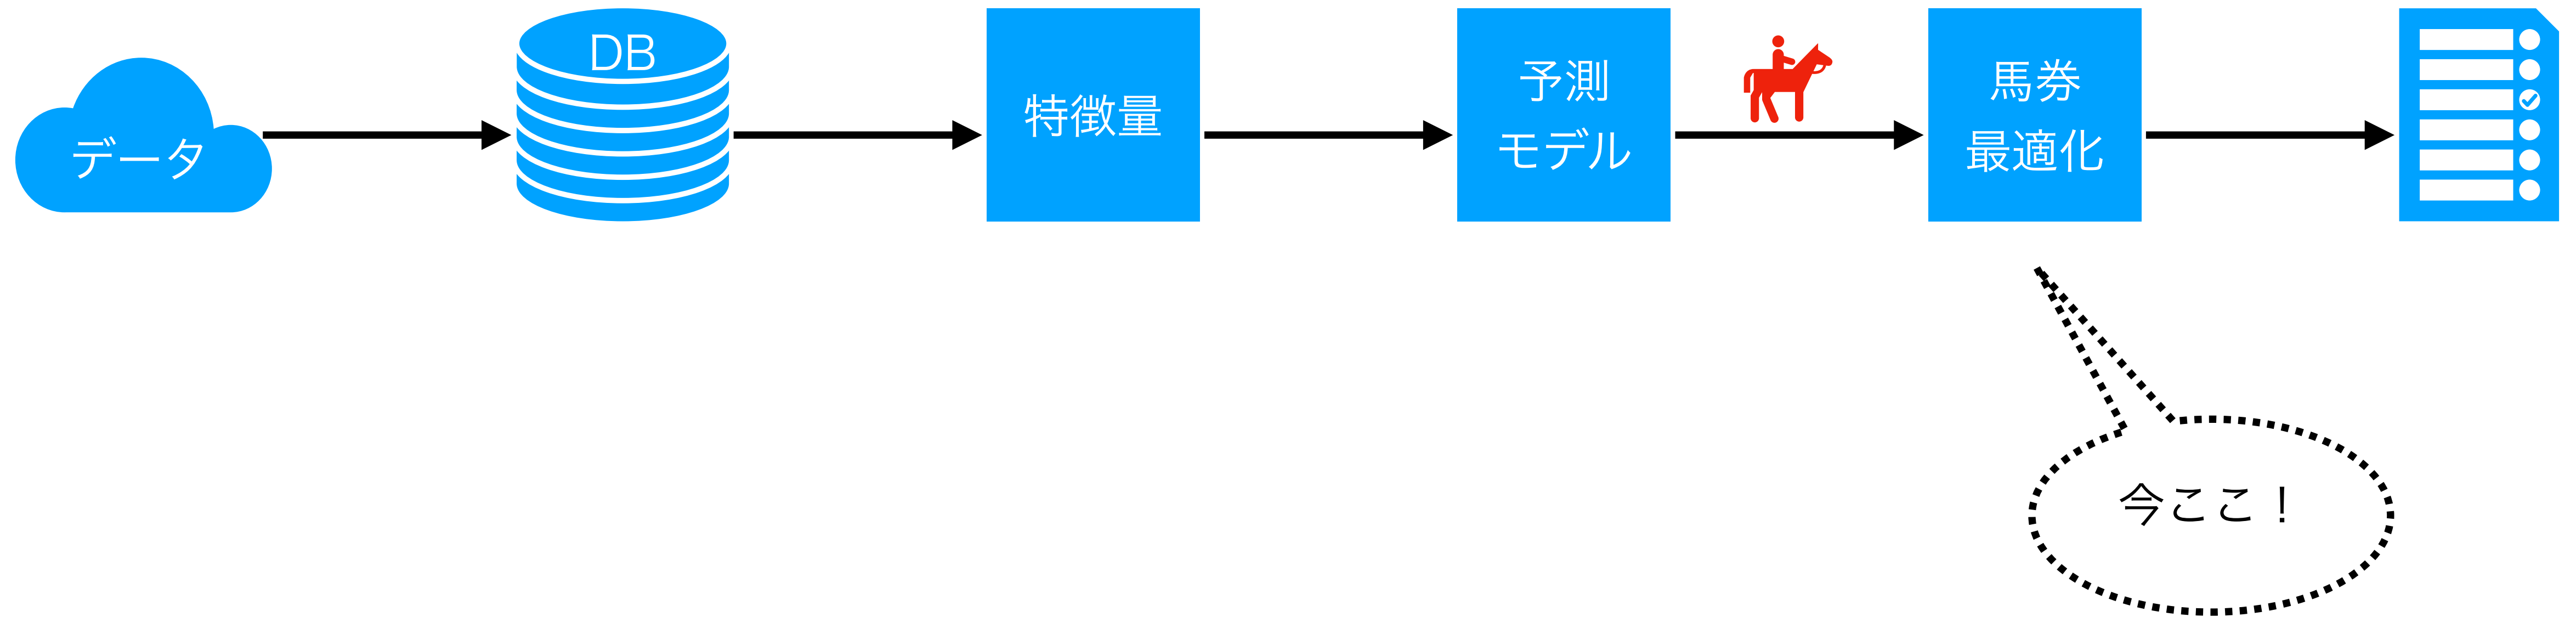 データ
DB
特徴量
予測
モデル
馬券
最適化
今ここ！